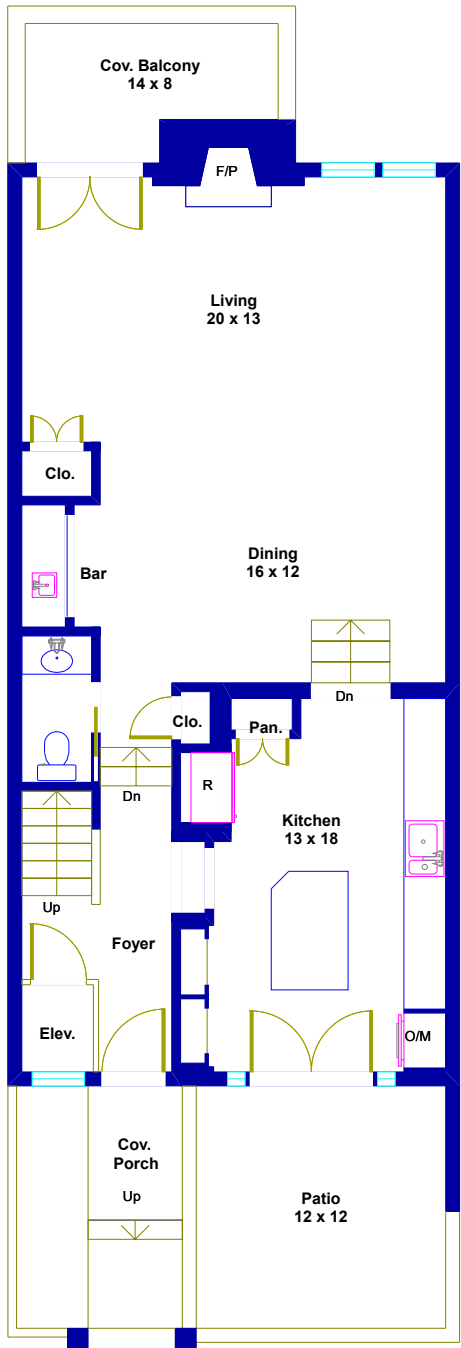 Cov. Balcony
14 x 8
F/P
Living
20 x 13
Clo.
Bar
Dining
16 x 12
Dn
Clo.
Pan.
R
Dn
Kitchen
13 x 18
Up
Foyer
Elev.
O/M
Cov.
Porch
Up
Patio
12 x 12